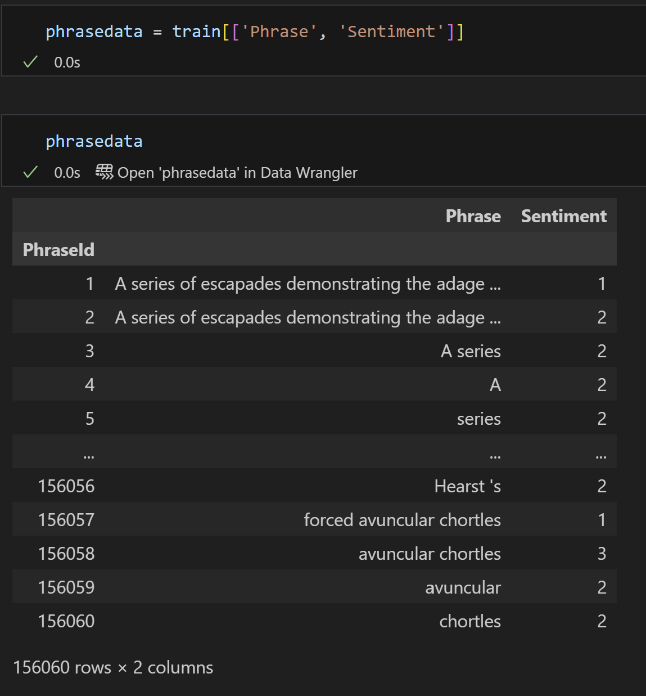 phrasedata = train[['Phrase', 'Sentiment']]
0.0s
phrasedata
0.0s Open 'phrasedata' in Data Wrangler
Phrase Sentiment
PhraseId
1 A series of escapades demonstrating the adage ... 1
2 A series of escapades demonstrating the adage ... 2
3 A series 2
4 A 2
5 series 2
... ... ...
156056 Hearst 's 2
156057 forced avuncular chortles 1
156058 avuncular chortles 3
156059 avuncular 2
156060 chortles 2
156060 rows × 2 columns